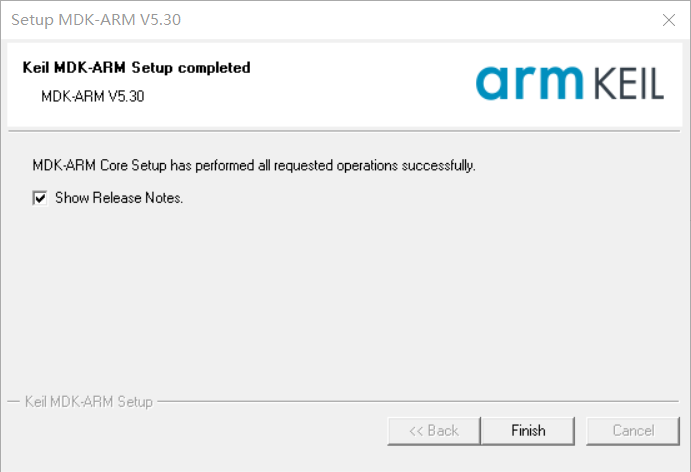 Setup MDK-ARM V5.30
Keil MDK-ARM Setup completed
MDK-ARM V5.30
arm KEIL
MDK-ARM Core Setup has performed all requested operations successfully.
Show Release Notes.
Keil MDK-ARM Setup
<< Back
Finish
Cancel